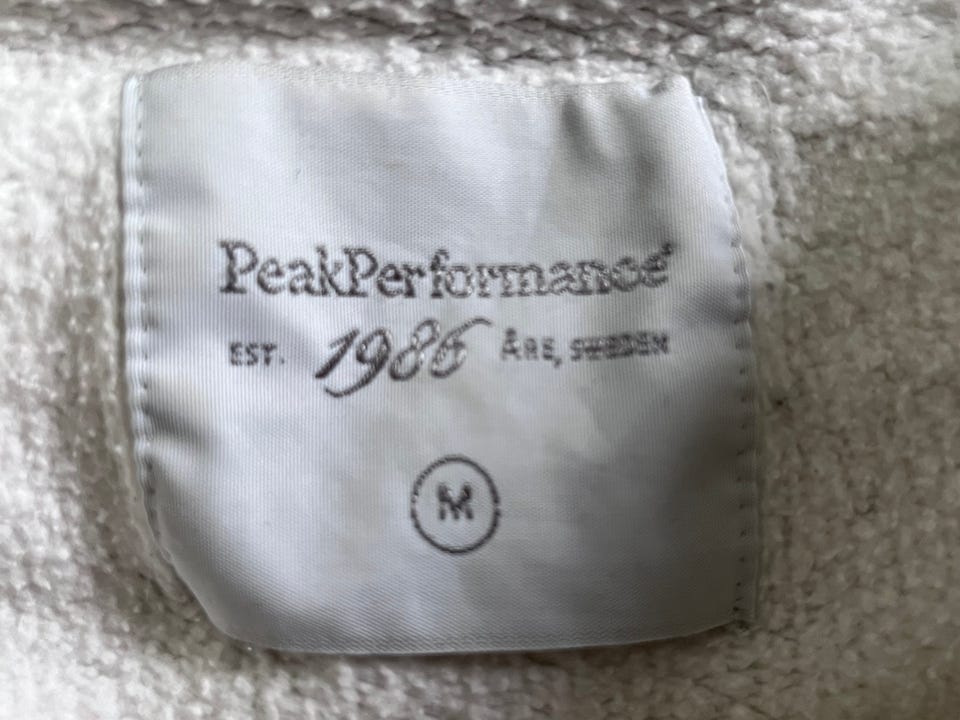 PeakPerformance®
EST. 1986 ÅRE, SWEDEN
M